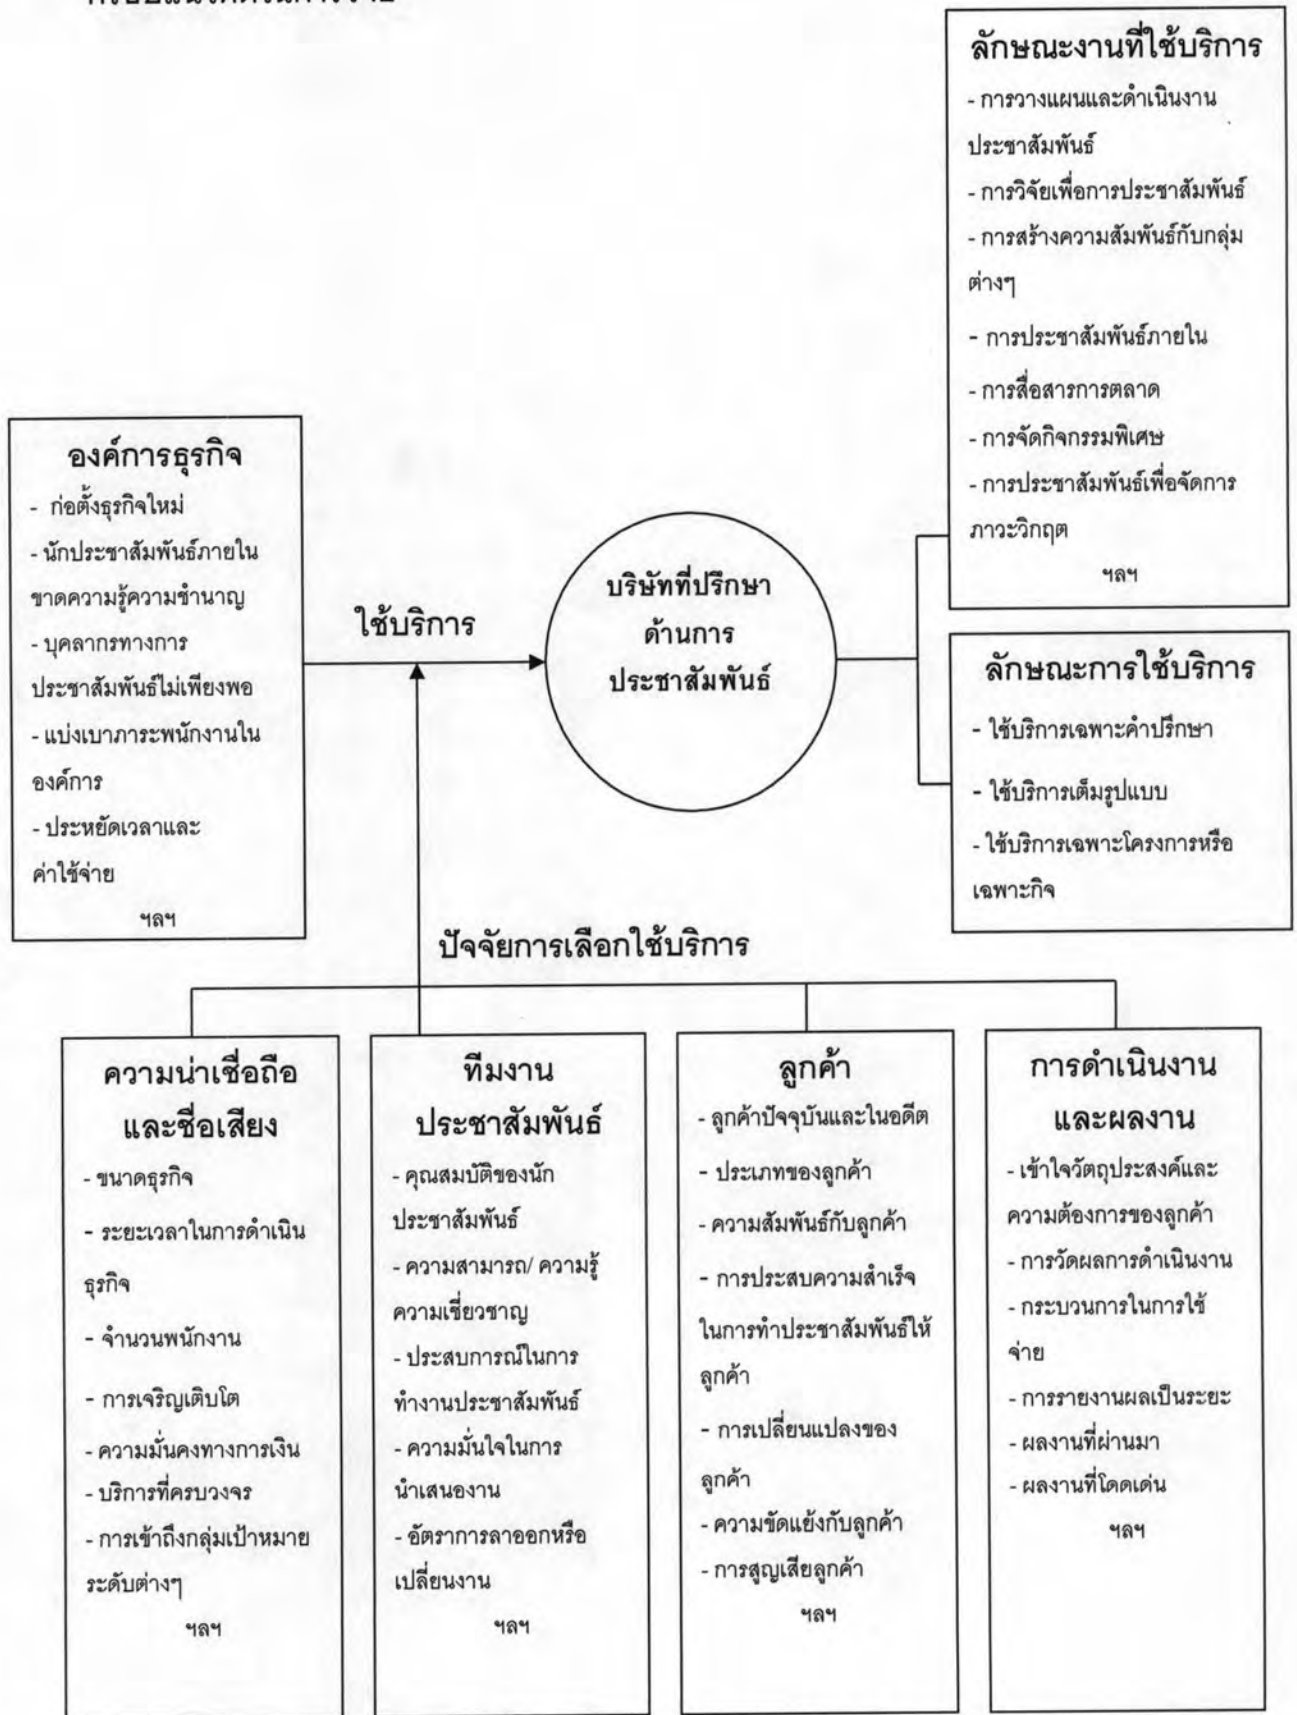 ลักษณะงานที่ใช้บริการ
- การวางแผนและดำเนินงาน
ประชาสัมพันธ์
- การวิจัยเพื่อการประชาสัมพันธ์
- การสร้างความสัมพันธ์กับกลุ่ม
ต่างๆ
- การประชาสัมพันธ์ภายใน
- การสื่อสารการตลาด
- การจัดกิจกรรมพิเศษ
- การประชาสัมพันธ์เพื่อจัดการ
ภาวะวิกฤต
ฯลฯ
องค์การธุรกิจ
- ก่อตั้งธุรกิจใหม่
- นักประชาสัมพันธ์ภายใน
ขาดความรู้ความชำนาญ
- บุคลากรทางการ
ประชาสัมพันธ์ไม่เพียงพอ
- แบ่งเบาภาระพนักงานใน
องค์การ
- ประหยัดเวลาและ
ค่าใช้จ่าย
ฯลฯ
ใช้บริการ
บริษัทที่ปรึกษา
ด้านการ
ประชาสัมพันธ์
ลักษณะการใช้บริการ
- ใช้บริการเฉพาะคำปรึกษา
- ใช้บริการเต็มรูปแบบ
- ใช้บริการเฉพาะโครงการหรือ
เฉพาะกิจ
ปัจจัยการเลือกใช้บริการ
ความน่าเชื่อถือ
และชื่อเสียง
- ขนาดธุรกิจ
- ระยะเวลาในการดำเนิน
ธุรกิจ
- จำนวนพนักงาน
- การเจริญเติบโต
- ความมั่นคงทางการเงิน
- บริการที่ครบวงจร
- การเข้าถึงกลุ่มเป้าหมาย
ระดับต่างๆ
ฯลฯ
ทีมงาน
ประชาสัมพันธ์
- คุณสมบัติของนัก
ประชาสัมพันธ์
- ความสามารถ/ ความรู้
ความเชี่ยวชาญ
- ประสบการณ์ในการ
ทำงานประชาสัมพันธ์
- ความมั่นใจในการ
นำเสนองาน
- อัตราการลาออกหรือ
เปลี่ยนงาน
ฯลฯ
ลูกค้า
- ลูกค้าปัจจุบันและในอดีต
- ประเภทของลูกค้า
- ความสัมพันธ์กับลูกค้า
- การประสบความสำเร็จ
ในการทำประชาสัมพันธ์ให้
ลูกค้า
- การเปลี่ยนแปลงของ
ลูกค้า
- ความขัดแย้งกับลูกค้า
- การสูญเสียลูกค้า
ฯลฯ
การดำเนินงาน
และผลงาน
- เข้าใจวัตถุประสงค์และ
ความต้องการของลูกค้า
- การวัดผลการดำเนินงาน
- กระบวนการในการใช้
จ่าย
- การรายงานผลเป็นระยะ
- ผลงานที่ผ่านมา
- ผลงานที่โดดเด่น
ฯลฯ